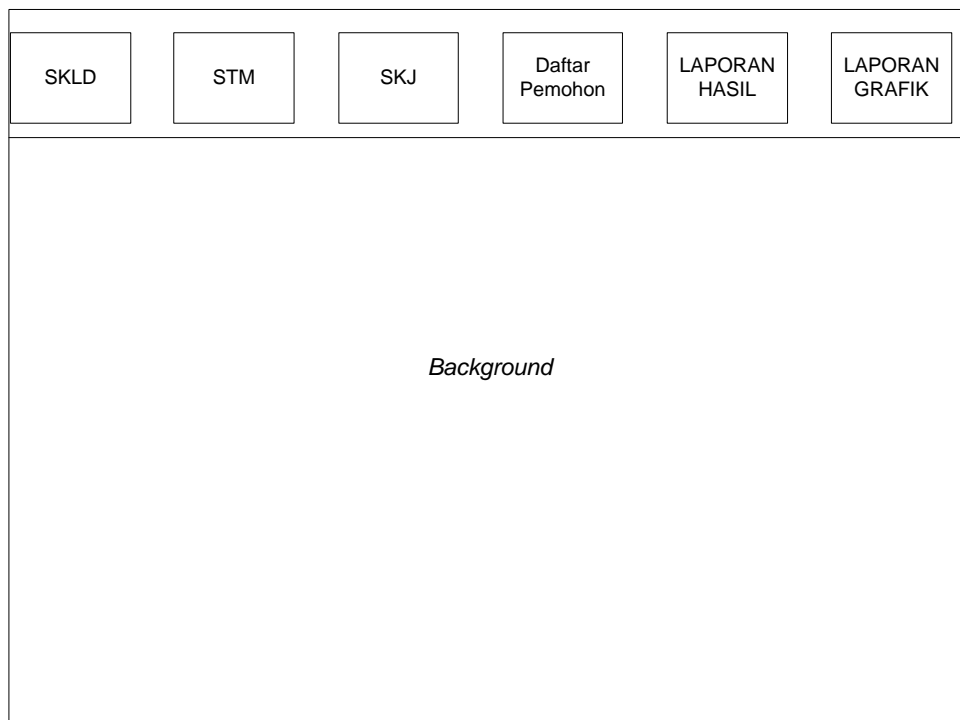 SKLD
STM
SKJ
Daftar
Pemohon
LAPORAN
HASIL
LAPORAN
GRAFIK
Background